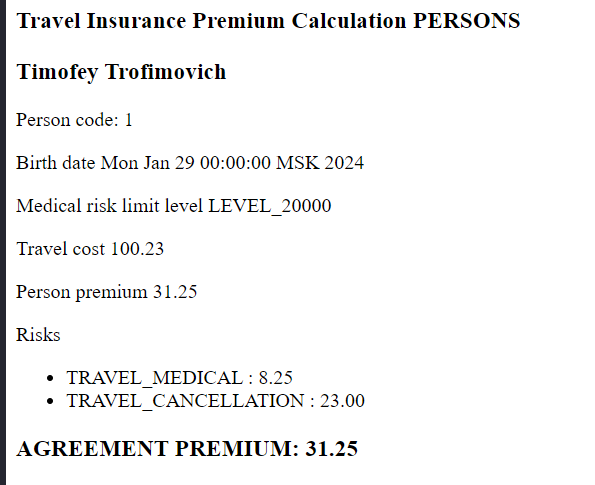 Travel Insurance Premium Calculation PERSONS
Timofey Trofimovich
Person code: 1
Birth date Mon Jan 29 00:00:00 MSK 2024
Medical risk limit level LEVEL_20000
Travel cost 100.23
Person premium 31.25
Risks
• TRAVEL_MEDICAL : 8.25
• TRAVEL_CANCELLATION : 23.00
AGREEMENT PREMIUM: 31.25